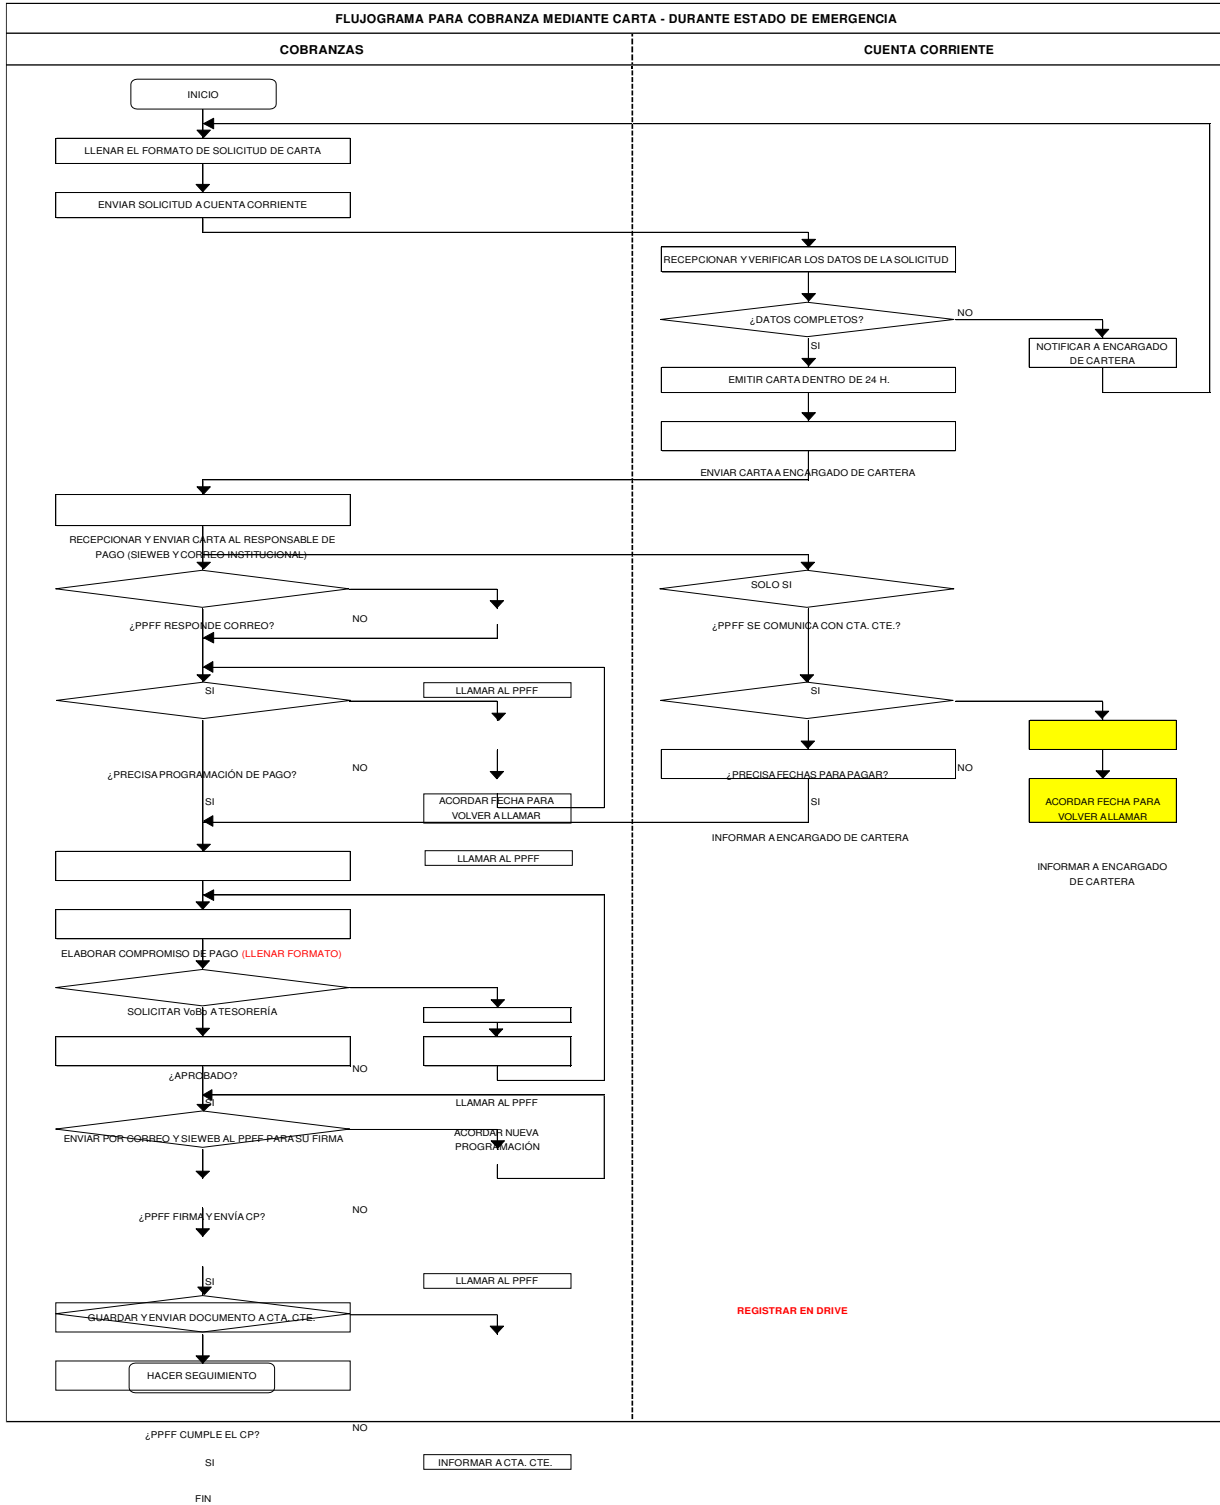 FLUJOGRAMA PARA COBRANZA MEDIANTE CARTA - DURANTE ESTADO DE EMERGENCIA
COBRANZAS
CUENTA CORRIENTE
INICIO
LLENAR EL FORMATO DE SOLICITUD DE CARTA
ENVIAR SOLICITUD A CUENTA CORRIENTE
RECEPCIONAR Y VERIFICAR LOS DATOS DE LA SOLICITUD
NO
¿DATOS COMPLETOS?
SI
NOTIFICAR A ENCARGADO
DE CARTERA
EMITIR CARTA DENTRO DE 24 H.
ENVIAR CARTA A ENCARGADO DE CARTERA
RECEPCIONAR Y ENVIAR CARTA AL RESPONSABLE DE
PAGO (SIEWEB Y CORREO INSTITUCIONAL)
SOLO SI
NO
¿PPFF RESPONDE CORREO?
¿PPFF SE COMUNICA CON CTA. CTE.?
SI
LLAMAR AL PPFF
SI
¿PRECISA PROGRAMACIÓN DE PAGO?
NO
¿PRECISA FECHAS PARA PAGAR?
NO
SI
ACORDAR FECHA PARA
VOLVER A LLAMAR
SI
ACORDAR FECHA PARA
VOLVER A LLAMAR
INFORMAR A ENCARGADO DE CARTERA
LLAMAR AL PPFF
INFORMAR A ENCARGADO
DE CARTERA
ELABORAR COMPROMISO DE PAGO (LLENAR FORMATO)
SOLICITAR VoBo A TESORERÍA
NO
¿APROBADO?
SI
LLAMAR AL PPFF
ENVIAR POR CORREO Y SIEWEB AL PPFF PARA SU FIRMA
ACORDAR NUEVA
PROGRAMACIÓN
NO
¿PPFF FIRMA Y ENVÍA CP?
SI
LLAMAR AL PPFF
GUARDAR Y ENVIAR DOCUMENTO A CTA. CTE.
REGISTRAR EN DRIVE
HACER SEGUIMIENTO
NO
¿PPFF CUMPLE EL CP?
SI
INFORMAR A CTA. CTE.
FIN